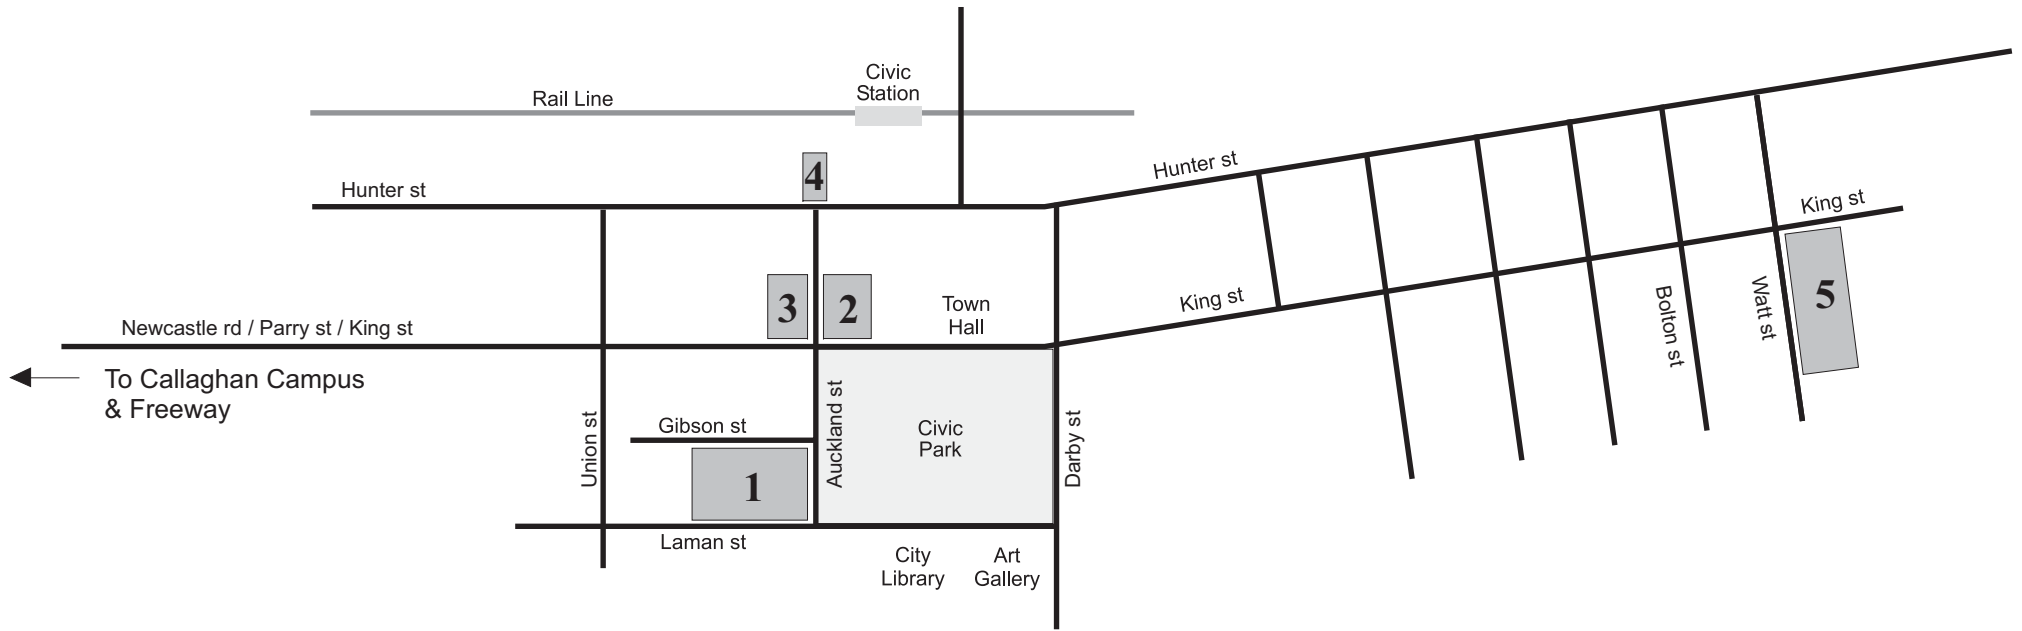 Civic
Station
Rail Line
4
Hunter st
Hunter st
King st
3
2
Town
Hall
King st
Bolton st
Watt st
5
Newcastle rd / Parry st / King st
To Callaghan Campus
& Freeway
Union st
Gibson st
1
Auckland st
Civic
Park
Darby st
Laman st
City
Library
Art
Gallery